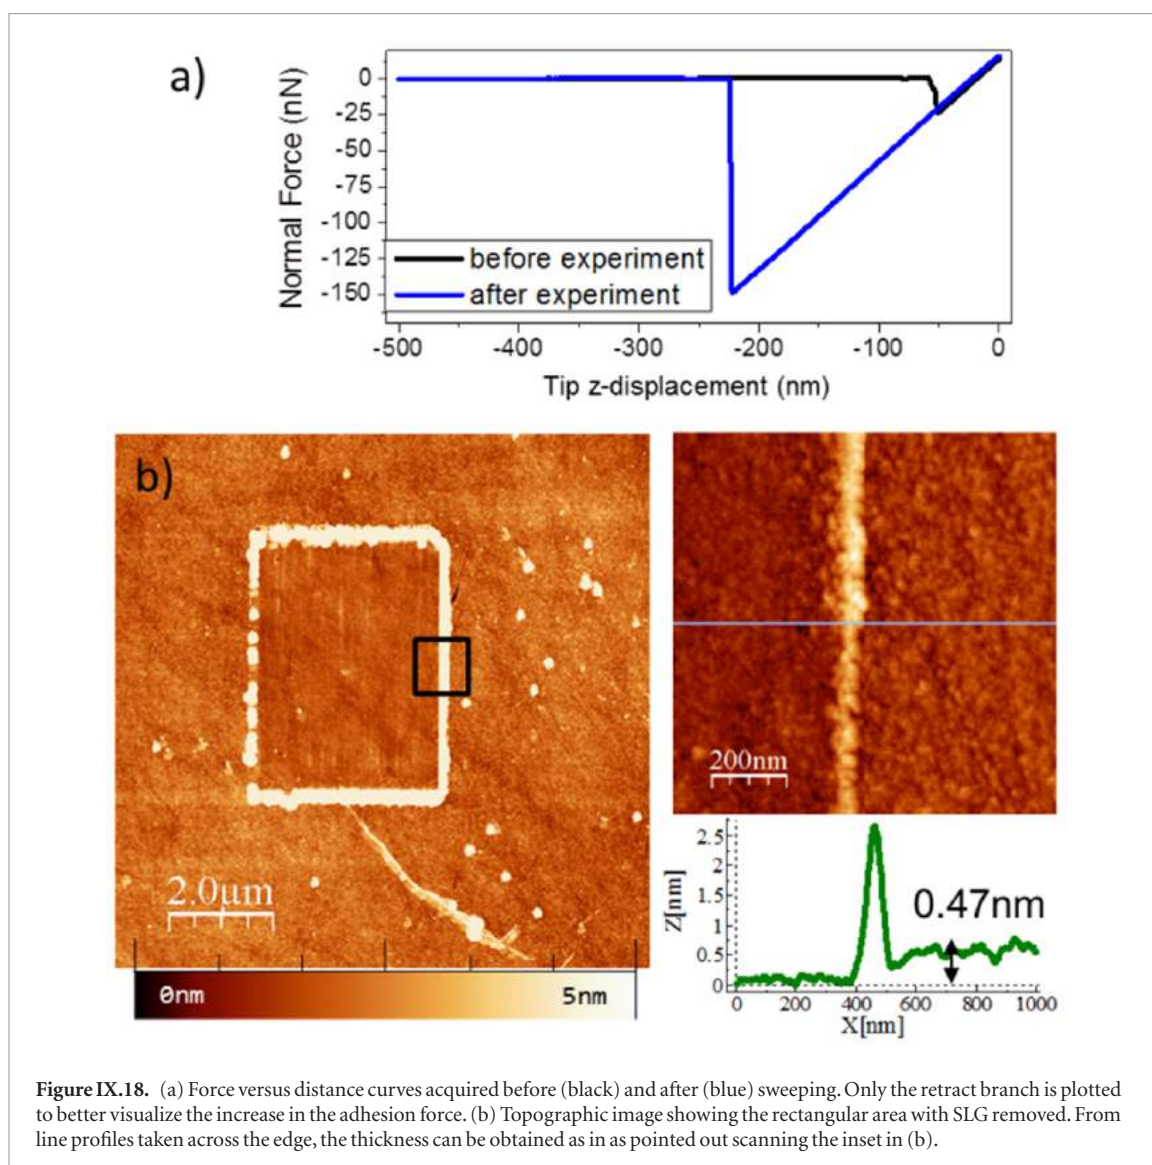 a)
Normal Force (nN)
0
-25
-50
-75
-100
-125
-150
before experiment
after experiment
-500 -400 -300 -200 -100 0
Tip z-displacement (nm)
b)
2.0µm
0nm 5nm
200nm
Z[nm]
2.5
2
1.5
1
0.5
0
0.47nm
0 200 400 600 800 1000
X[nm]
Figure IX.18. (a) Force versus distance curves acquired before (black) and after (blue) sweeping. Only the retract branch is plotted
to better visualize the increase in the adhesion force. (b) Topographic image showing the rectangular area with SLG removed. From
line profiles taken across the edge, the thickness can be obtained as in as pointed out scanning the inset in (b).